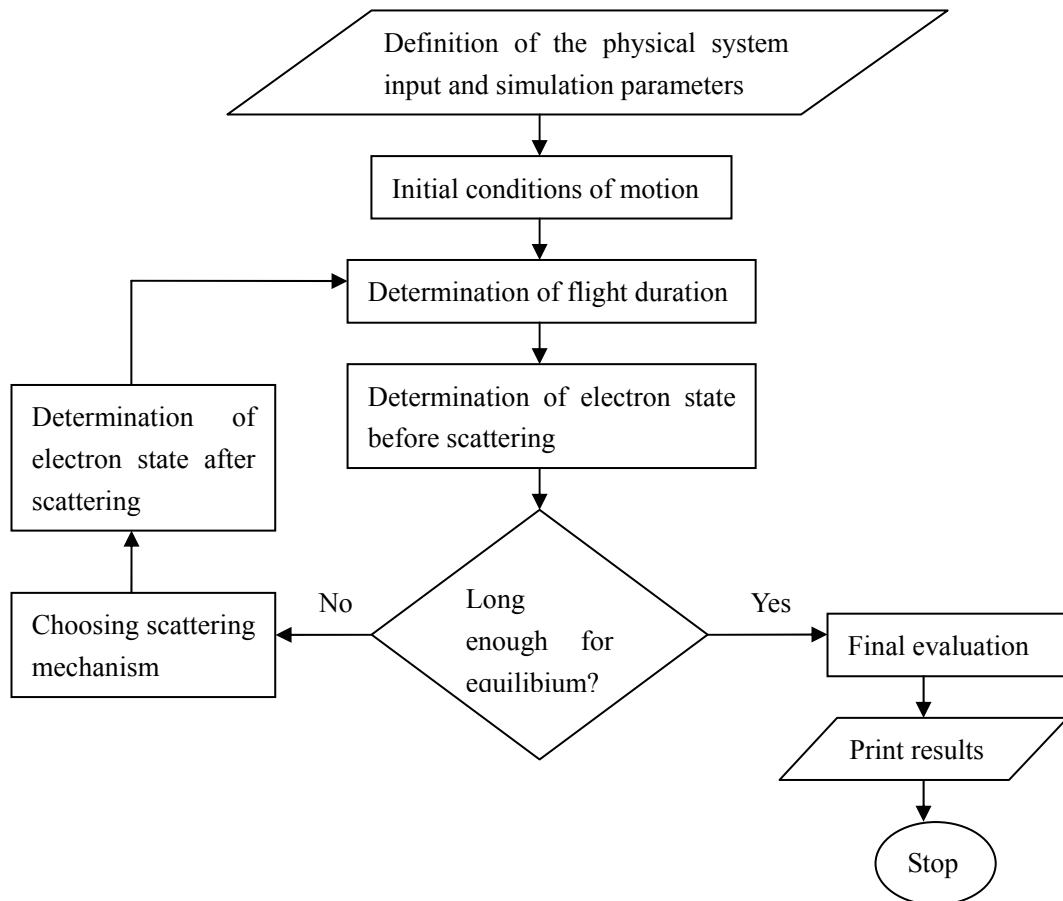 Definition of the physical system
input and simulation parameters
Initial conditions of motion
Determination of flight duration
Determination of electron state
before scattering
Determination of
electron state after
scattering
No
Long
enough for
equilibium?
Yes
Choosing scattering
mechanism
Final evaluation
Print results
Stop